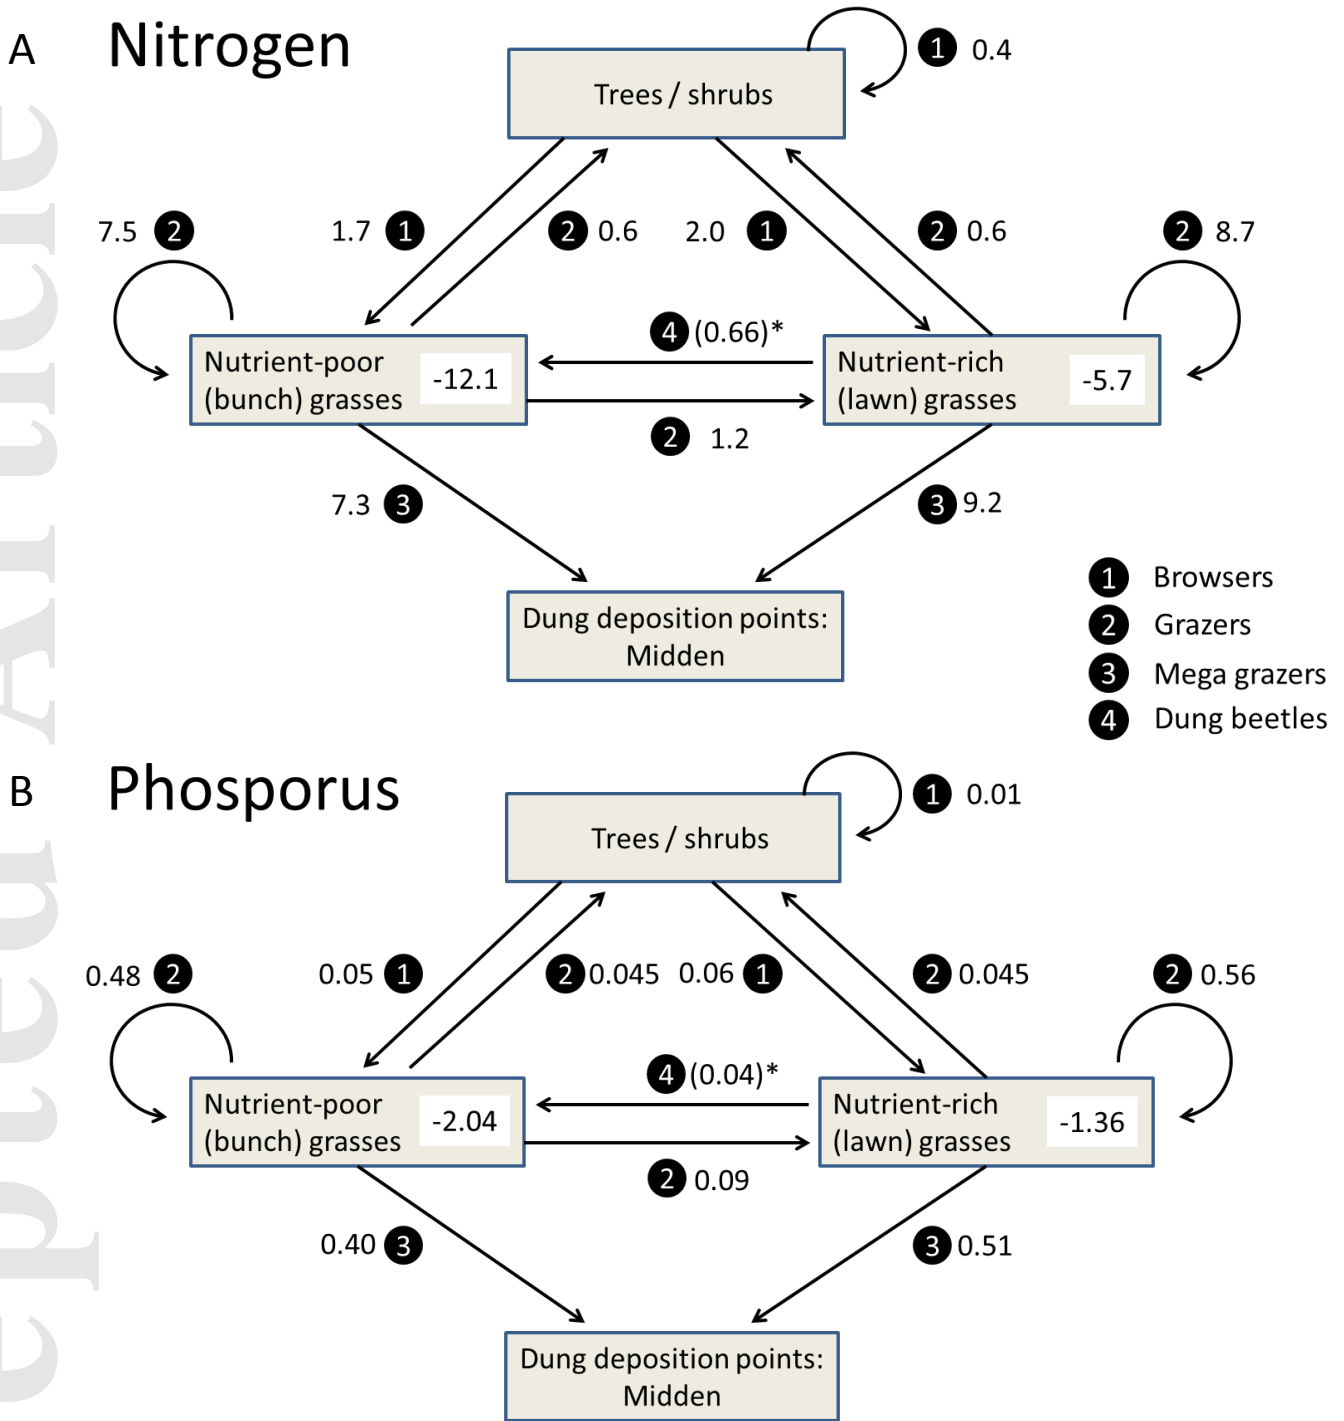 A Nitrogen
Trees / shrubs
1 0.4
7.5 2
1.7 1
2 0.6
2.0 1
2 0.6
2 8.7
4 (0.66)*
Nutrient-poor
(bunch) grasses
-12.1
Nutrient-rich
(lawn) grasses
-5.7
2 1.2
7.3 3
3 9.2
Dung deposition points:
Midden
1 Browsers
2 Grazers
3 Mega grazers
4 Dung beetles
B Phosporus
Trees / shrubs
1 0.01
0.48 2
0.05 1
2 0.045
0.06 1
2 0.045
2 0.56
4 (0.04)*
Nutrient-poor
(bunch) grasses
-2.04
Nutrient-rich
(lawn) grasses
-1.36
2 0.09
0.40 3
3 0.51
Dung deposition points:
Midden
epted Article